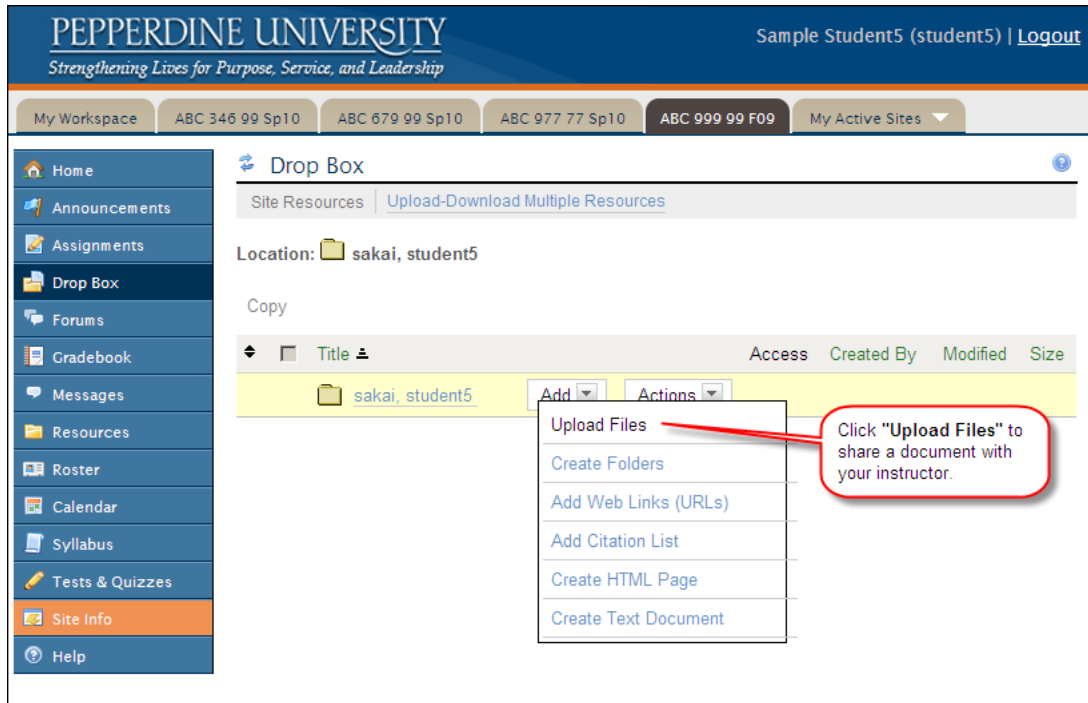 PEPPERDINE UNIVERSITY
Strengthening Lives for Purpose, Service, and Leadership
Sample Student5 (student5) | Logout
My Workspace
ABC 346 99 Sp10
ABC 679 99 Sp10
ABC 977 77 Sp10
ABC 999 99 F09
My Active Sites
Home
Announcements
Assignments
Drop Box
Forums
Gradebook
Messages
Resources
Roster
Calendar
Syllabus
Tests & Quizzes
Site Info
Help
Drop Box
Site Resources | Upload-Download Multiple Resources
Location: sakai, student5
Copy
Title Access Created By Modified Size
sakai, student5 Add Actions
Upload Files
Create Folders
Add Web Links (URLs)
Add Citation List
Create HTML Page
Create Text Document
Click "Upload Files" to
share a document with
your instructor.